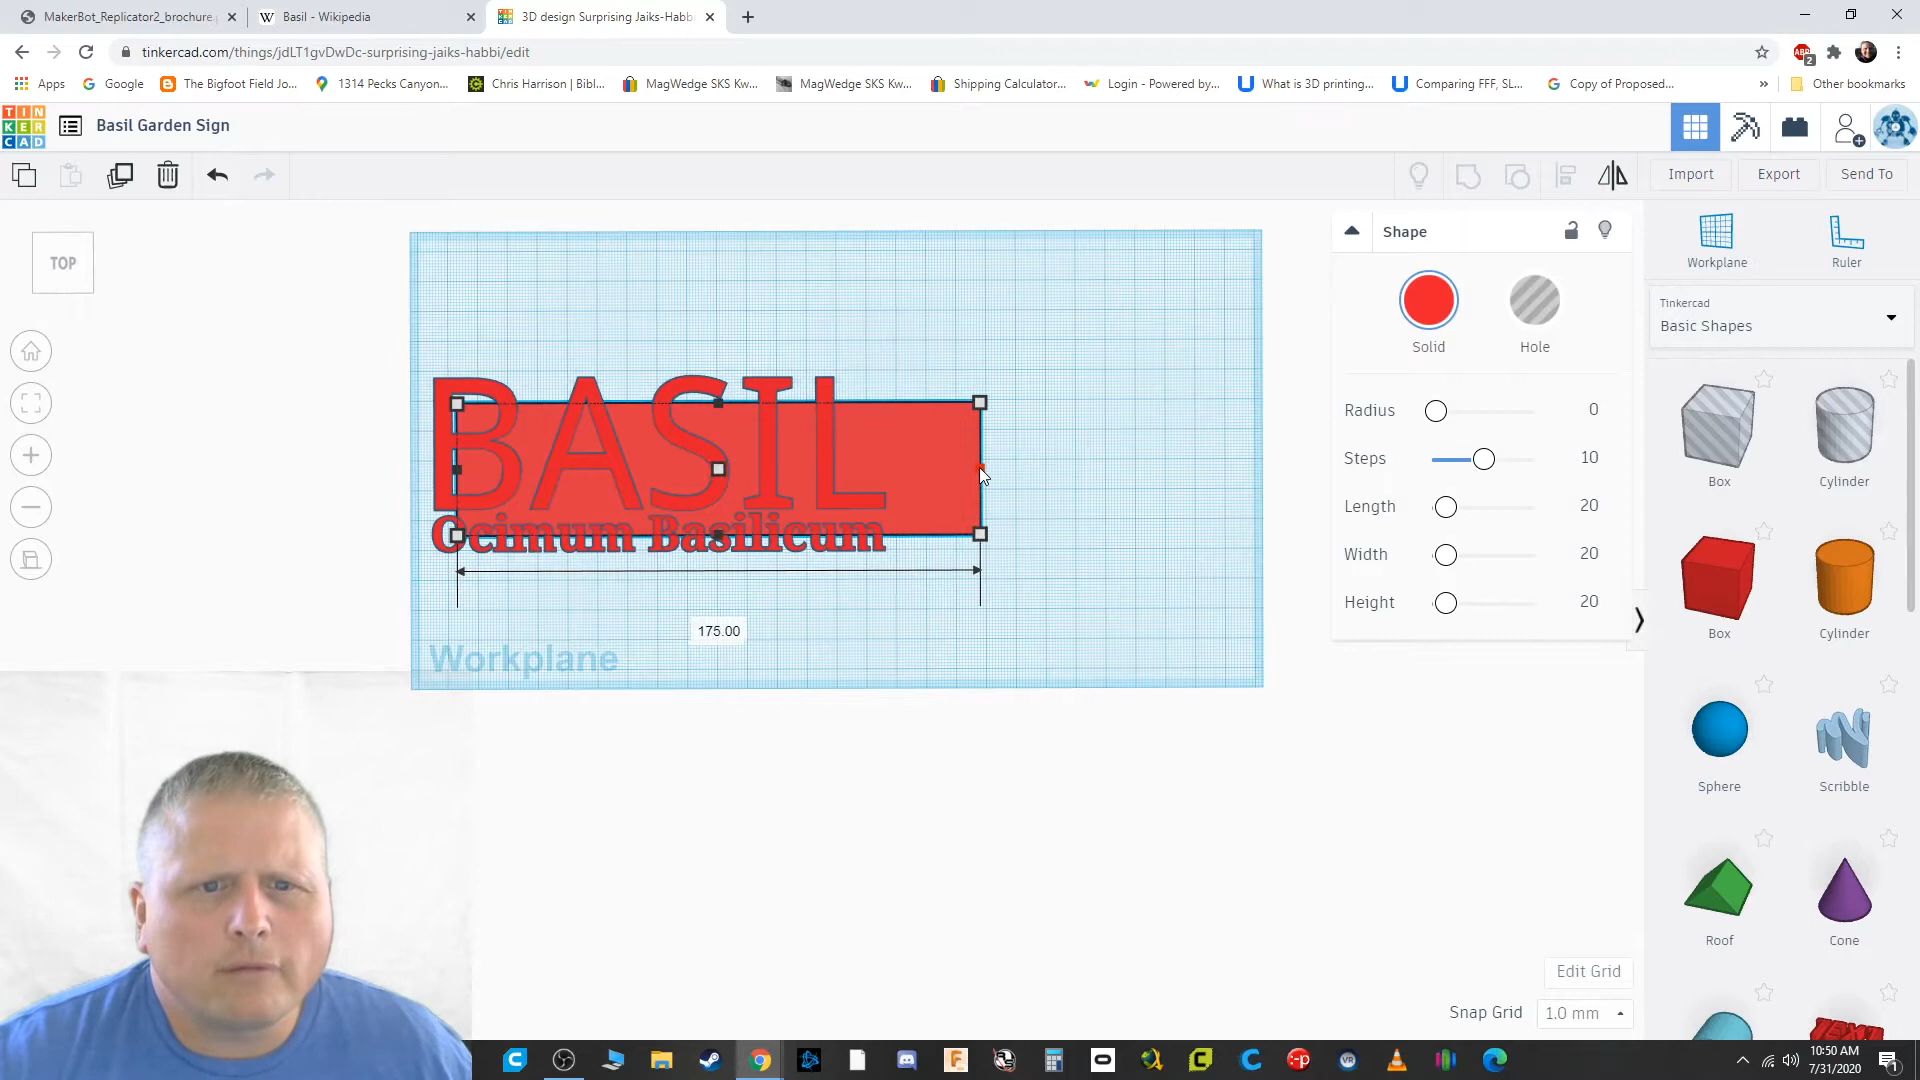 MakerBot_Replicator2_brochure.
Basil - Wikipedia
3D design Surprising Jaiks-Habb
tinkercad.com/things/jdLT1gvDwDc-surprising-jaiks-habbi/edit
2
Apps
Google
The Bigfoot Field Jo...
1314 Pecks Canyon...
Chris Harrison | Bibl...
MagWedge SKS Kw...
MagWedge SKS Kw...
Shipping Calculator...
Login - Powered by...
What is 3D printing...
Comparing FFF, SL...
Copy of Proposed...
Other bookmarks
TIN
KER
CAD
Basil Garden Sign
Import
Export
Send To
TOP
BASIL
Ocimum Basilicum
175.00
Workplane
Shape
Solid
Hole
Radius
0
Steps
10
Length
20
Width
20
Height
20
Workplane
Ruler
Tinkercad
Basic Shapes
Box
Cylinder
Box
Cylinder
Sphere
Scribble
Roof
Cone
TEXT
Edit Grid
Snap Grid
1.0 mm
10:50 AM
7/31/2020
1